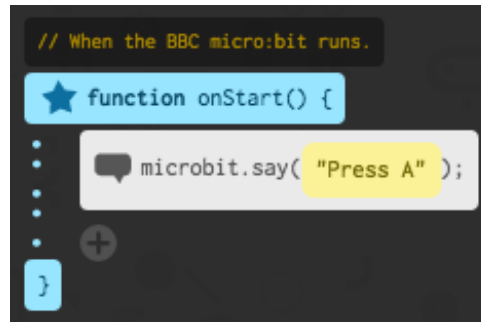 // When the BBC micro:bit runs.
function onStart() {
microbit.say( "Press A" );
}